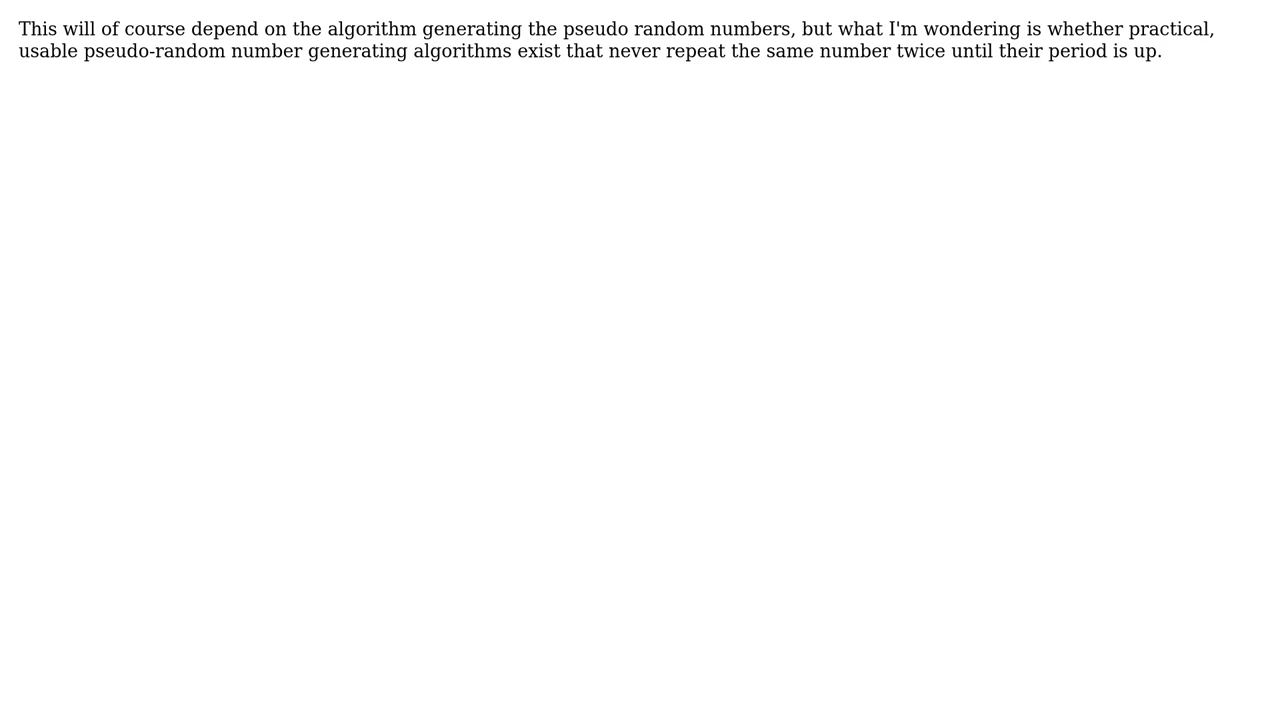 This will of course depend on the algorithm generating the pseudo random numbers, but what I'm wondering is whether practical,
usable pseudo-random number generating algorithms exist that never repeat the same number twice until their period is up.